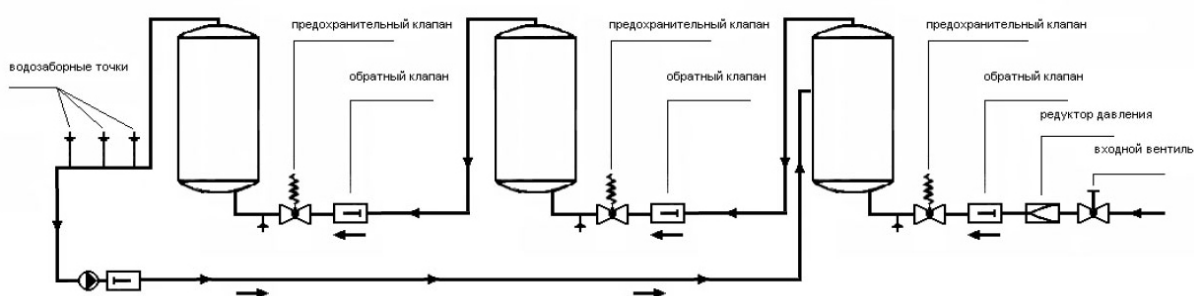 предохранительный клапан
предохранительный клапан
предохранительный клапан
водозаборные точки
обратный клапан
обратный клапан
обратный клапан
редуктор давления
входной вентиль